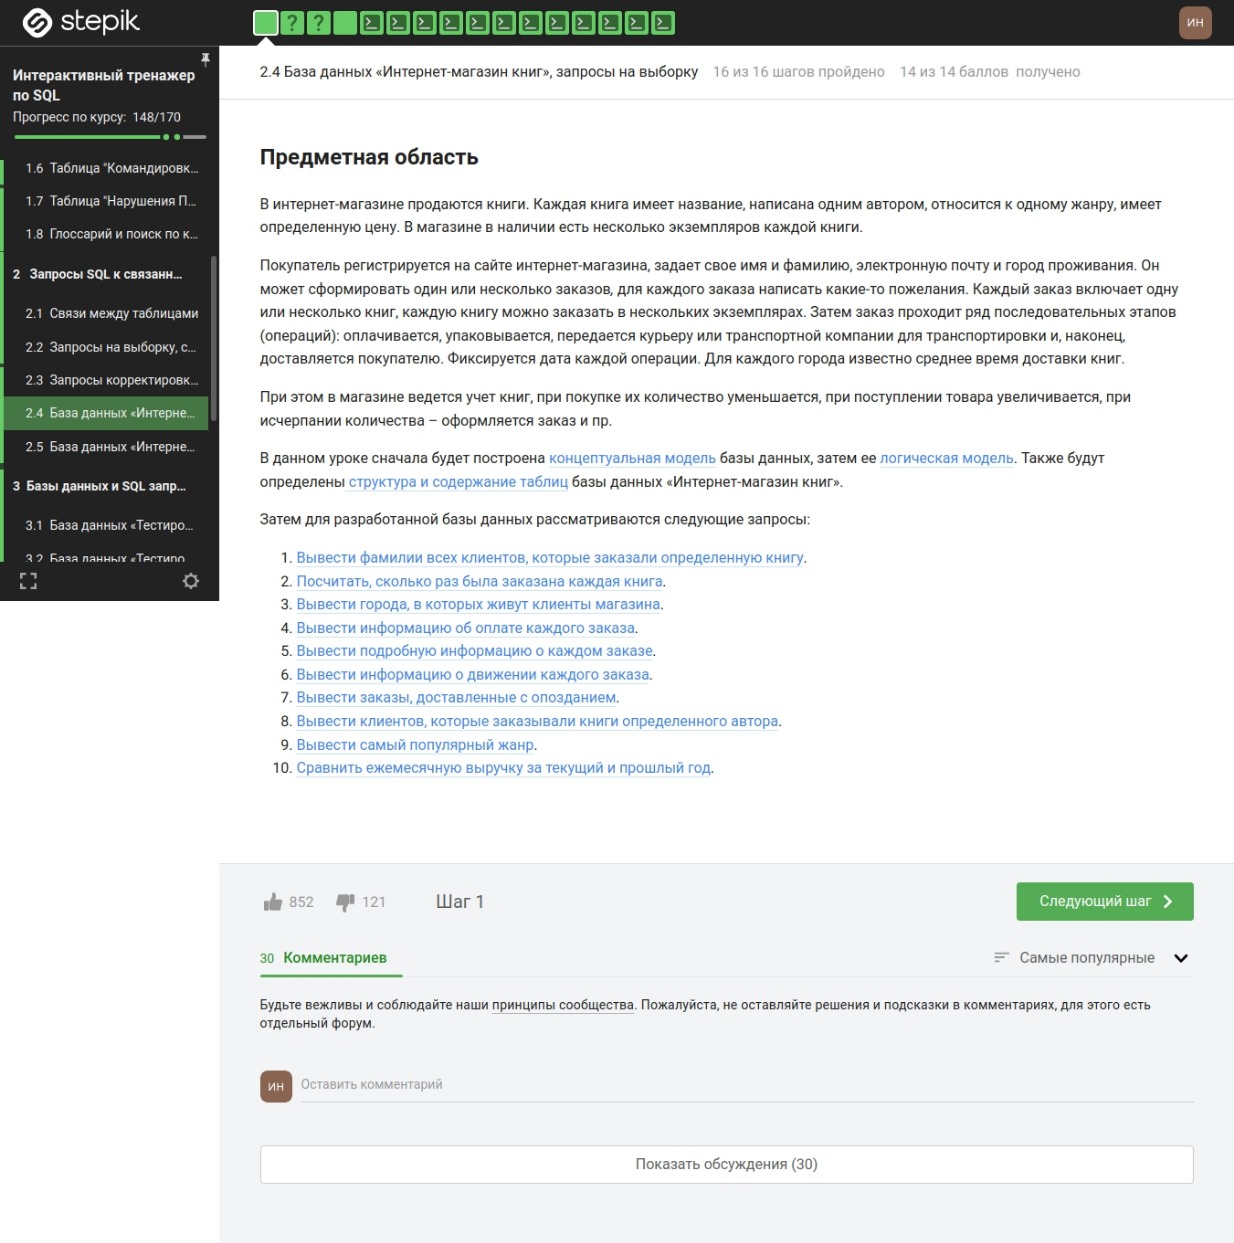 stepik
? ?
ИН
Интерактивный тренажер
по SQL
Прогресс по курсу: 148/170
1.6 Таблица "Командировк...
1.7 Таблица "Нарушения П...
1.8 Глоссарий и поиск по к...
2 Запросы SQL к связанн...
2.1 Связи между таблицами
2.2 Запросы на выборку, с...
2.3 Запросы корректировк...
2.4 База данных «Интерне...
2.5 База данных «Интерне...
3 Базы данных и SQL запр...
3.1 База данных «Тестиро...
3.2 База данных «Тестиро
2.4 База данных «Интернет-магазин книг», запросы на выборку 16 из 16 шагов пройдено 14 из 14 баллов получено
Предметная область
В интернет-магазине продаются книги. Каждая книга имеет название, написана одним автором, относится к одному жанру, имеет
определенную цену. В магазине в наличии есть несколько экземпляров каждой книги.
Покупатель регистрируется на сайте интернет-магазина, задает свое имя и фамилию, электронную почту и город проживания. Он
может сформировать один или несколько заказов, для каждого заказа написать какие-то пожелания. Каждый заказ включает одну
или несколько книг, каждую книгу можно заказать в нескольких экземплярах. Затем заказ проходит ряд последовательных этапов
(операций): оплачивается, упаковывается, передается курьеру или транспортной компании для транспортировки и, наконец,
доставляется покупателю. Фиксируется дата каждой операции. Для каждого города известно среднее время доставки книг.
При этом в магазине ведется учет книг, при покупке их количество уменьшается, при поступлении товара увеличивается, при
исчерпании количества – оформляется заказ и пр.
В данном уроке сначала будет построена концептуальная модель базы данных, затем ее логическая модель. Также будут
определены структура и содержание таблиц базы данных «Интернет-магазин книг».
Затем для разработанной базы данных рассматриваются следующие запросы:
1. Вывести фамилии всех клиентов, которые заказали определенную книгу.
2. Посчитать, сколько раз была заказана каждая книга.
3. Вывести города, в которых живут клиенты магазина.
4. Вывести информацию об оплате каждого заказа.
5. Вывести подробную информацию о каждом заказе.
6. Вывести информацию о движении каждого заказа.
7. Вывести заказы, доставленные с опозданием.
8. Вывести клиентов, которые заказывали книги определенного автора.
9. Вывести самый популярный жанр.
10. Сравнить ежемесячную выручку за текущий и прошлый год.
852 121 Шаг 1
Следующий шаг
30 Комментариев
Самые популярные
Будьте вежливы и соблюдайте наши принципы сообщества. Пожалуйста, не оставляйте решения и подсказки в комментариях, для этого есть
отдельный форум.
ИН Оставить комментарий
Показать обсуждения (30)